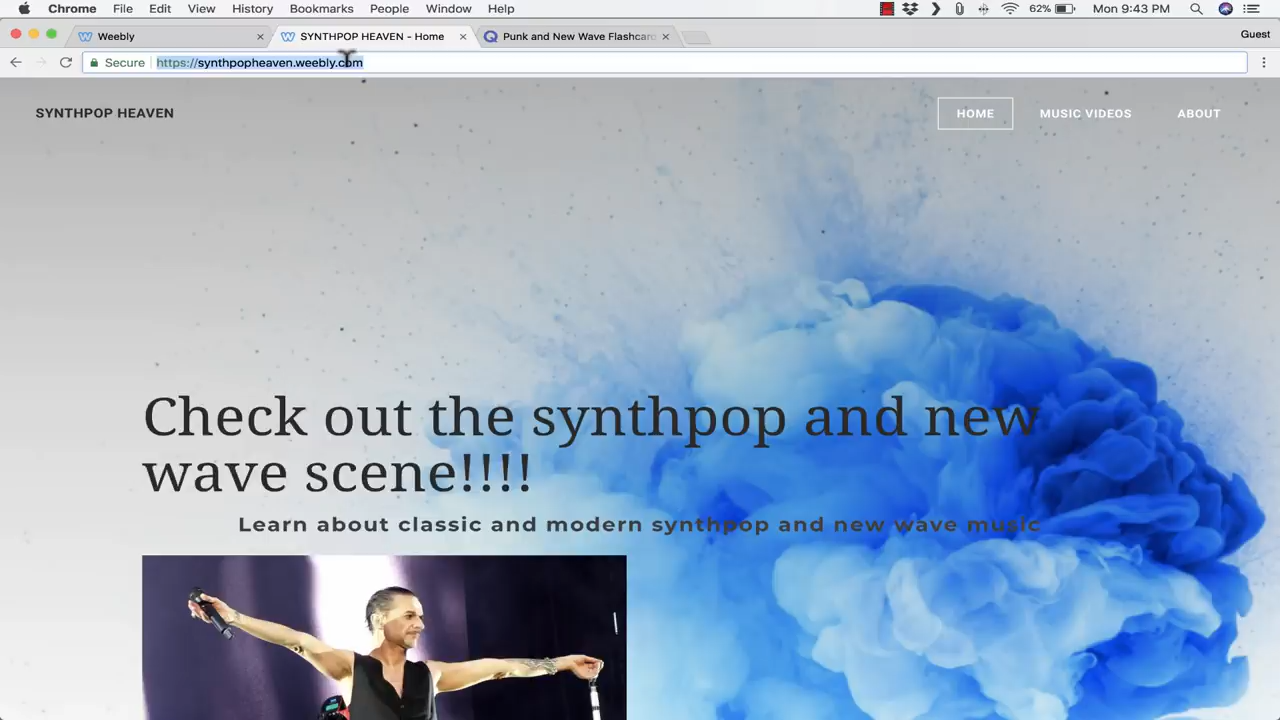 Chrome File Edit View History Bookmarks People Window Help 62% Mon 9:43 PM
Weebly SYNTHPOP HEAVEN - Home Punk and New Wave Flashcard Guest
Secure https://synthpopheaven.weebly.com
SYNTHPOP HEAVEN HOME MUSIC VIDEOS ABOUT
Check out the synthpop and new
wave scene!!!!
Learn about classic and modern synthpop and new wave music